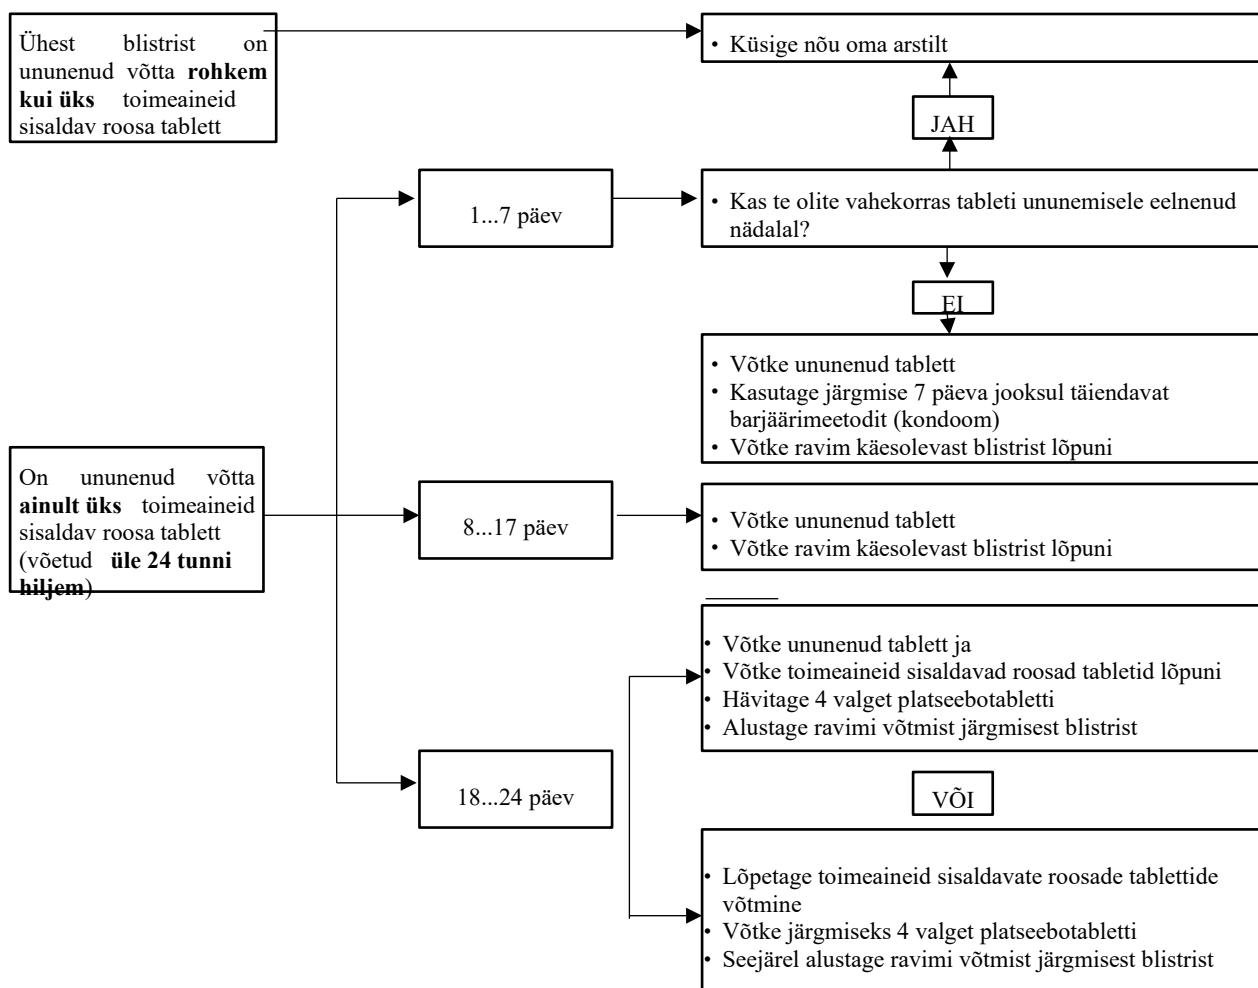 Ühest blistrist on
ununenud võtta rohkem
kui üks toimeaineid
sisaldav roosa tablett
• Küsige nõu oma arstilt
JAH
1...7 päev
• Kas te olite vahekorras tableti ununemisele eelnenud
nädalal?
EI
• Võtke ununenud tablett
• Kasutage järgmise 7 päeva jooksul täiendavat
barjäärimeetodit (kondoom)
• Võtke ravim käesolevast blistrist lõpuni
On ununenud võtta
ainult üks toimeaineid
sisaldav roosa tablett
(võetud üle 24 tunni
hiljem)
8...17 päev
• Võtke ununenud tablett
• Võtke ravim käesolevast blistrist lõpuni
18...24 päev
• Võtke ununenud tablett ja
• Võtke toimeaineid sisaldavad roosad tabletid lõpuni
• Hävitage 4 valget platseebotabletti
• Alustage ravimi võtmist järgmisest blistrist
VÕI
• Lõpetage toimeaineid sisaldavate roosade tablettide
võtmine
• Võtke järgmiseks 4 valget platseebotabletti
• Seejärel alustage ravimi võtmist järgmisest blistrist